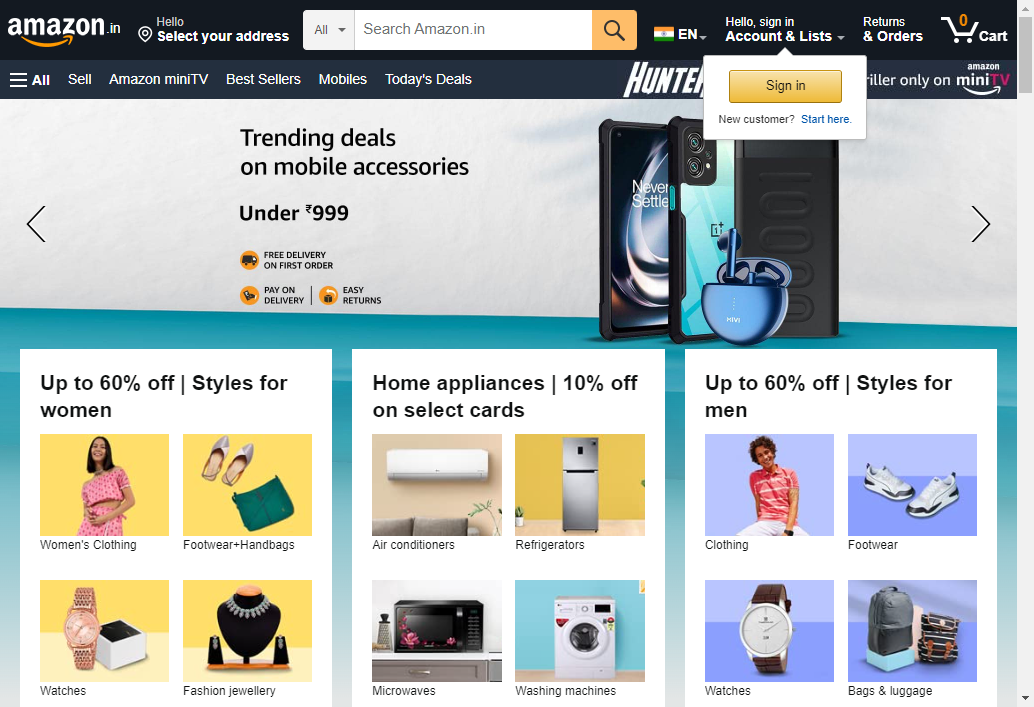 amazon.in
Hello
Select your address
All
Search Amazon.in
EN
Hello, sign in
Account & Lists
Returns
& Orders
0
Cart
All
Sell
Amazon miniTV
Best Sellers
Mobiles
Today's Deals
HUNTE
riller only on
amazon
miniTV
Sign in
New customer? Start here.
Trending deals
on mobile accessories
Under ₹999
FREE DELIVERY
ON FIRST ORDER
PAY ON
DELIVERY
EASY
RETURNS
Never
Settle
1+
HIVI
Up to 60% off | Styles for
women
Women's Clothing
Footwear+Handbags
Watches
Fashion jewellery
Home appliances | 10% off
on select cards
Air conditioners
Refrigerators
Microwaves
Washing machines
Up to 60% off | Styles for
men
Clothing
Footwear
Watches
Bags & luggage